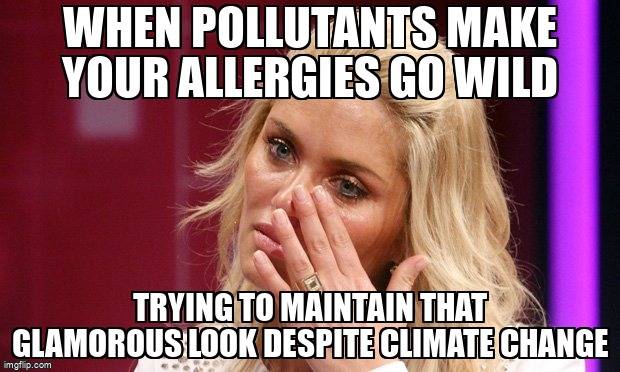 WHEN POLLUTANTS MAKE
YOUR ALLERGIES GO WILD
TRYING TO MAINTAIN THAT
GLAMOROUS LOOK DESPITE CLIMATE CHANGE
imgflip.com